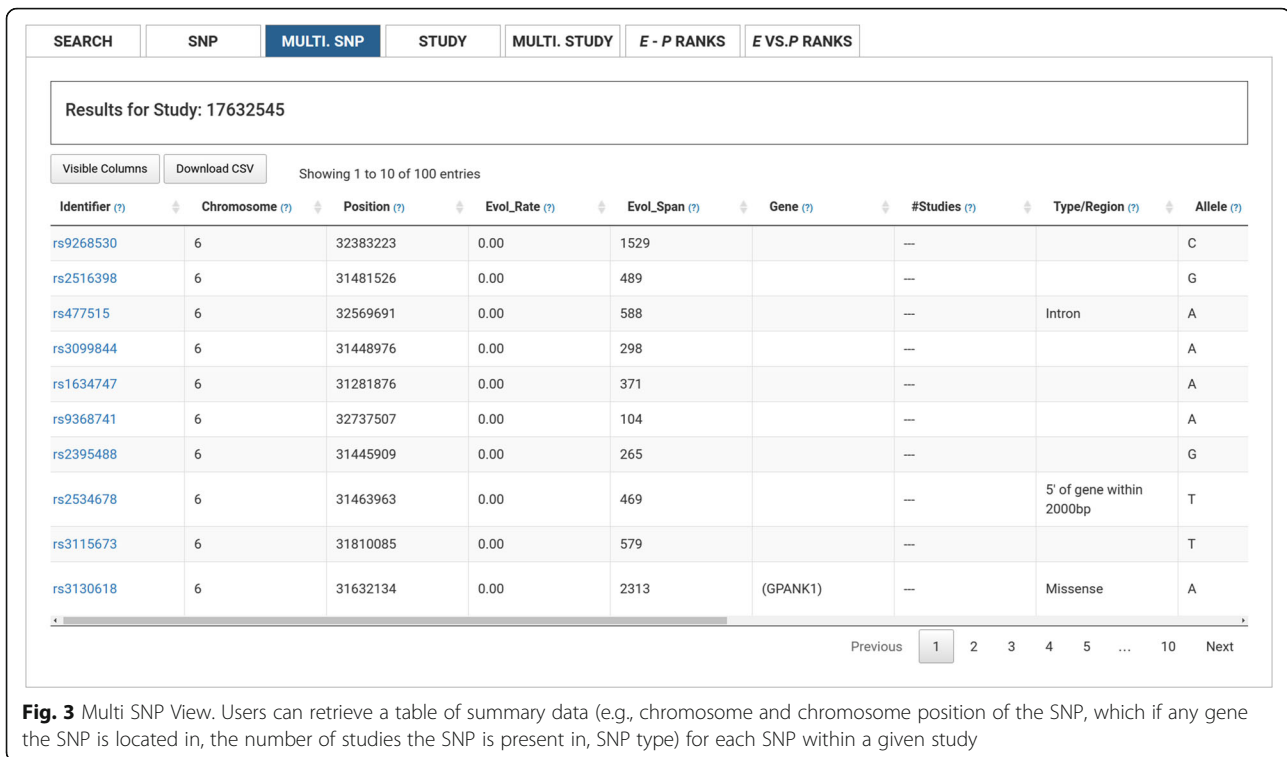 SEARCH SNP MULTI. SNP STUDY MULTI. STUDY E - P RANKS E VS.P RANKS
Results for Study: 17632545
Visible Columns Download CSV Showing 1 to 10 of 100 entries
Identifier (?) Chromosome (?) Position (?) Evol_Rate (?) Evol_Span (?) Gene (?) #Studies (?) Type/Region (?) Allele (?)
rs9268530 6 32383223 0.00 1529 --- C
rs2516398 6 31481526 0.00 489 --- G
rs477515 6 32569691 0.00 588 --- Intron A
rs3099844 6 31448976 0.00 298 --- A
rs1634747 6 31281876 0.00 371 --- A
rs9368741 6 32737507 0.00 104 --- A
rs2395488 6 31445909 0.00 265 --- G
rs2534678 6 31463963 0.00 469 --- 5' of gene within T
2000bp
rs3115673 6 31810085 0.00 579 --- T
rs3130618 6 31632134 0.00 2313 (GPANK1) --- Missense A
Previous 1 2 3 4 5 ... 10 Next
Fig. 3 Multi SNP View. Users can retrieve a table of summary data (e.g., chromosome and chromosome position of the SNP, which if any gene
the SNP is located in, the number of studies the SNP is present in, SNP type) for each SNP within a given study